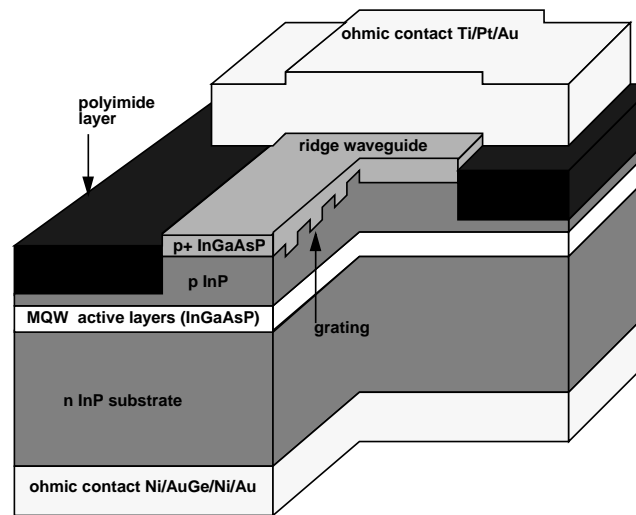 ohmic contact Ti/Pt/Au
polyimide
layer
ridge waveguide
p+ InGaAsP
p InP
MQW active layers (InGaAsP)
grating
n InP substrate
ohmic contact Ni/AuGe/Ni/Au